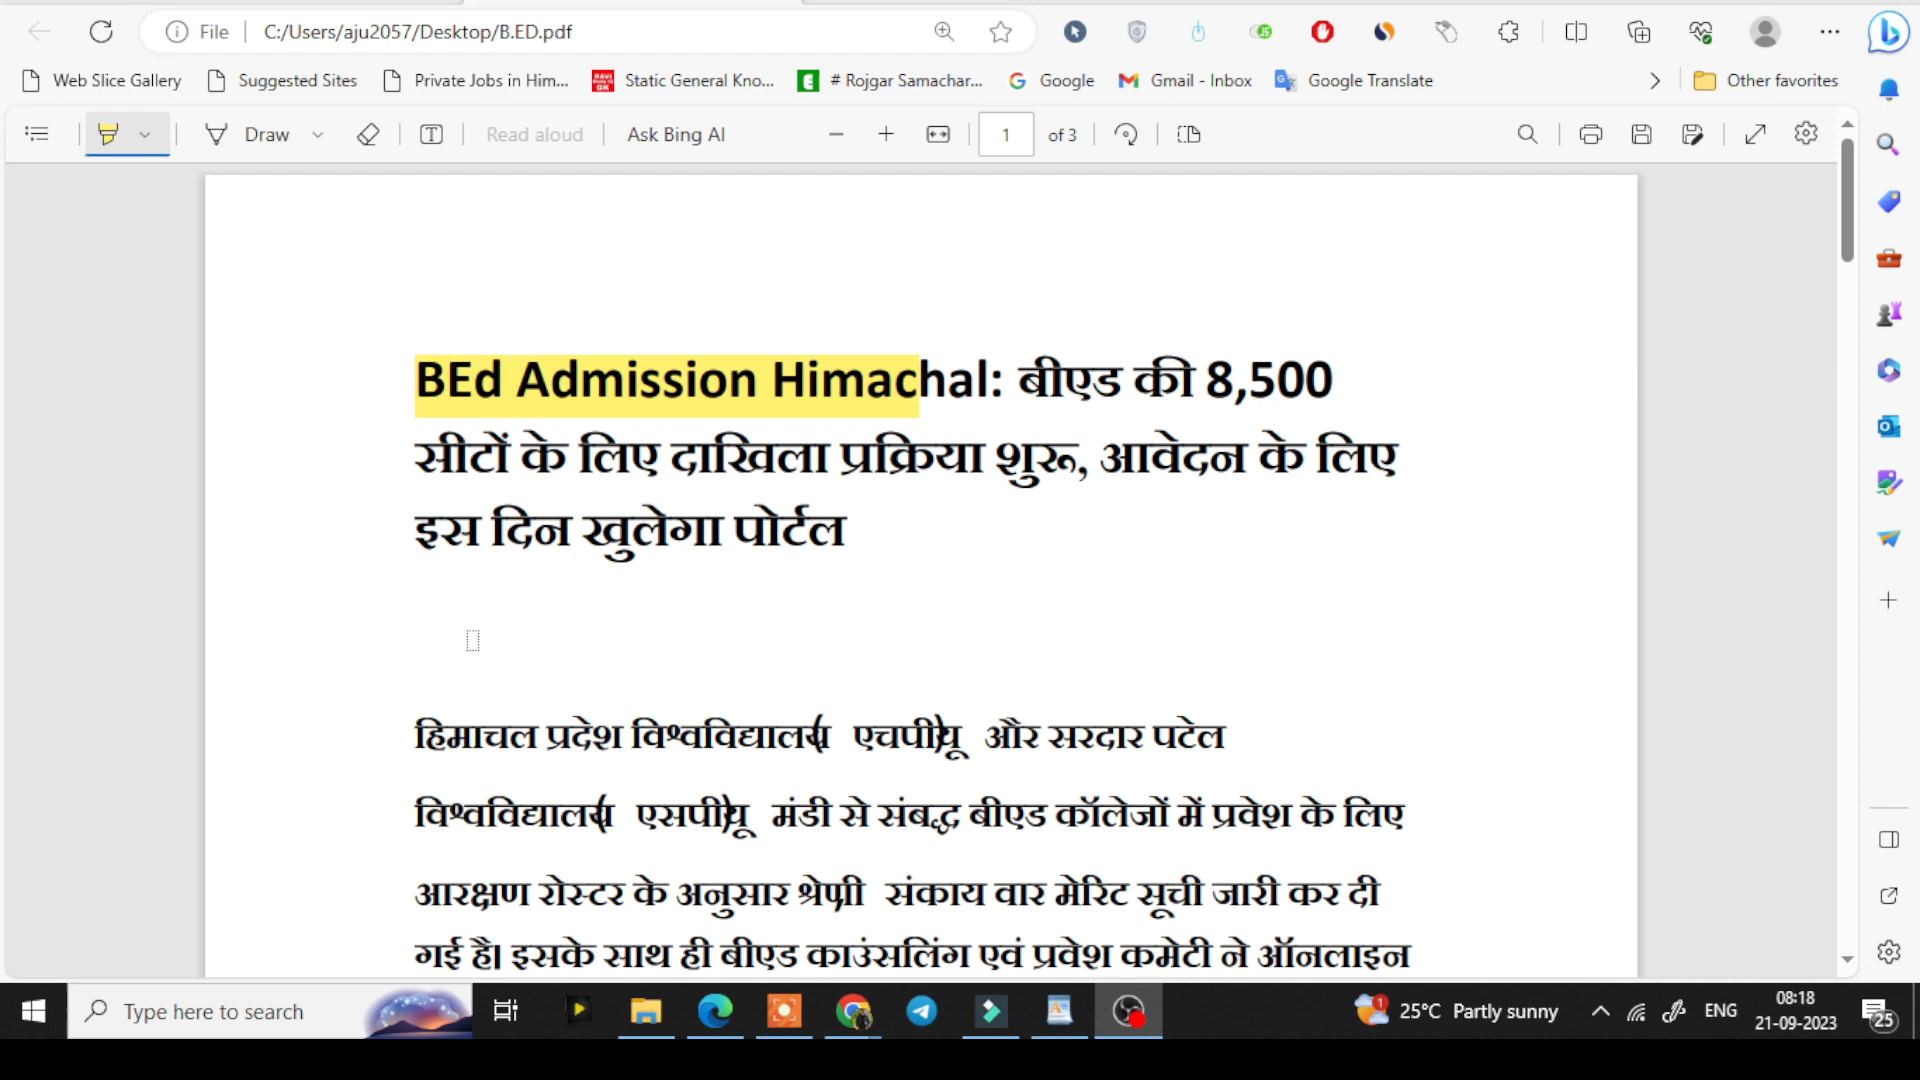 File C:/Users/aju2057/Desktop/B.ED.pdf
Web Slice Gallery Suggested Sites Private Jobs in Him... Static General Kno... # Rojgar Samachar... Google Gmail - Inbox Google Translate Other favorites
Draw Read aloud Ask Bing AI 1 of 3
BEd Admission Himachal: बीएड की 8,500
सीटों के लिए दाखिला प्रक्रिया शुरू, आवेदन के लिए
इस दिन खुलेगा पोर्टल
हिमाचल प्रदेश विश्वविद्यालय( एचपीयू) और सरदार पटेल
विश्वविद्यालय( एसपीयू) मंडी से संबद्ध बीएड कॉलेजों में प्रवेश के लिए
आरक्षण रोस्टर के अनुसार श्रेणी, संकाय वार मेरिट सूची जारी कर दी
गई है। इसके साथ ही बीएड काउंसलिंग एवं प्रवेश कमेटी ने ऑनलाइन
Type here to search 1 25°C Partly sunny ENG 08:18
21-09-2023 25